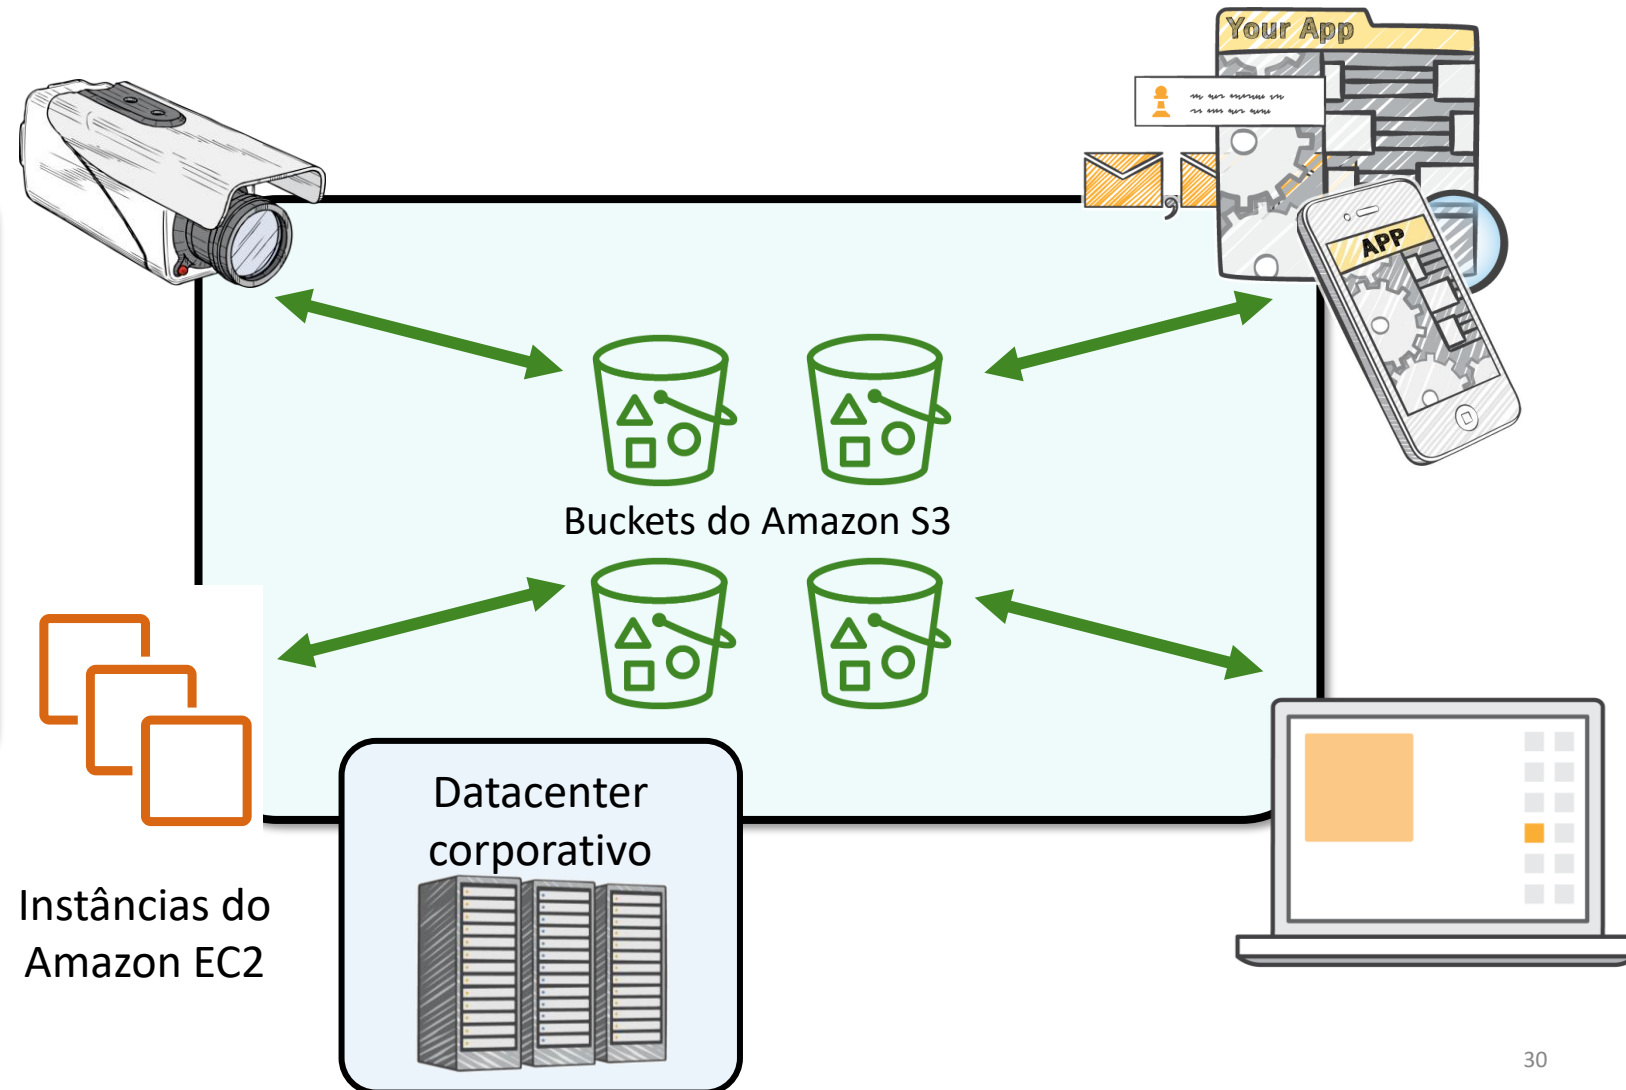 Your App
APP
Buckets do Amazon S3
Datacenter
corporativo
Instâncias do
Amazon EC2
30